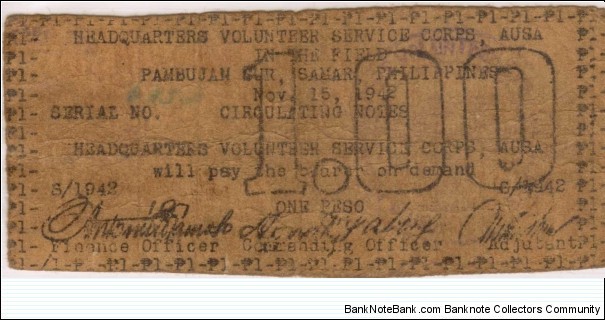 HEADQUARTERS VOLUNTEER SERVICE CORPS, AUSA
IN THE FIELD
PAMBUJAN SUR, SAMAR, PHILIPPINES
Nov. 15, 1942
SERIAL NO. CIRCULATING NOTES
1.00
HEADQUARTERS VOLUNTEER SERVICE CORPS, AUSA
will pay the bearer on demand
S/1942 S/1942
ONE PESO
Finance Officer Commanding Officer Adjutant
BankNoteBank.com - Banknote Collectors Community